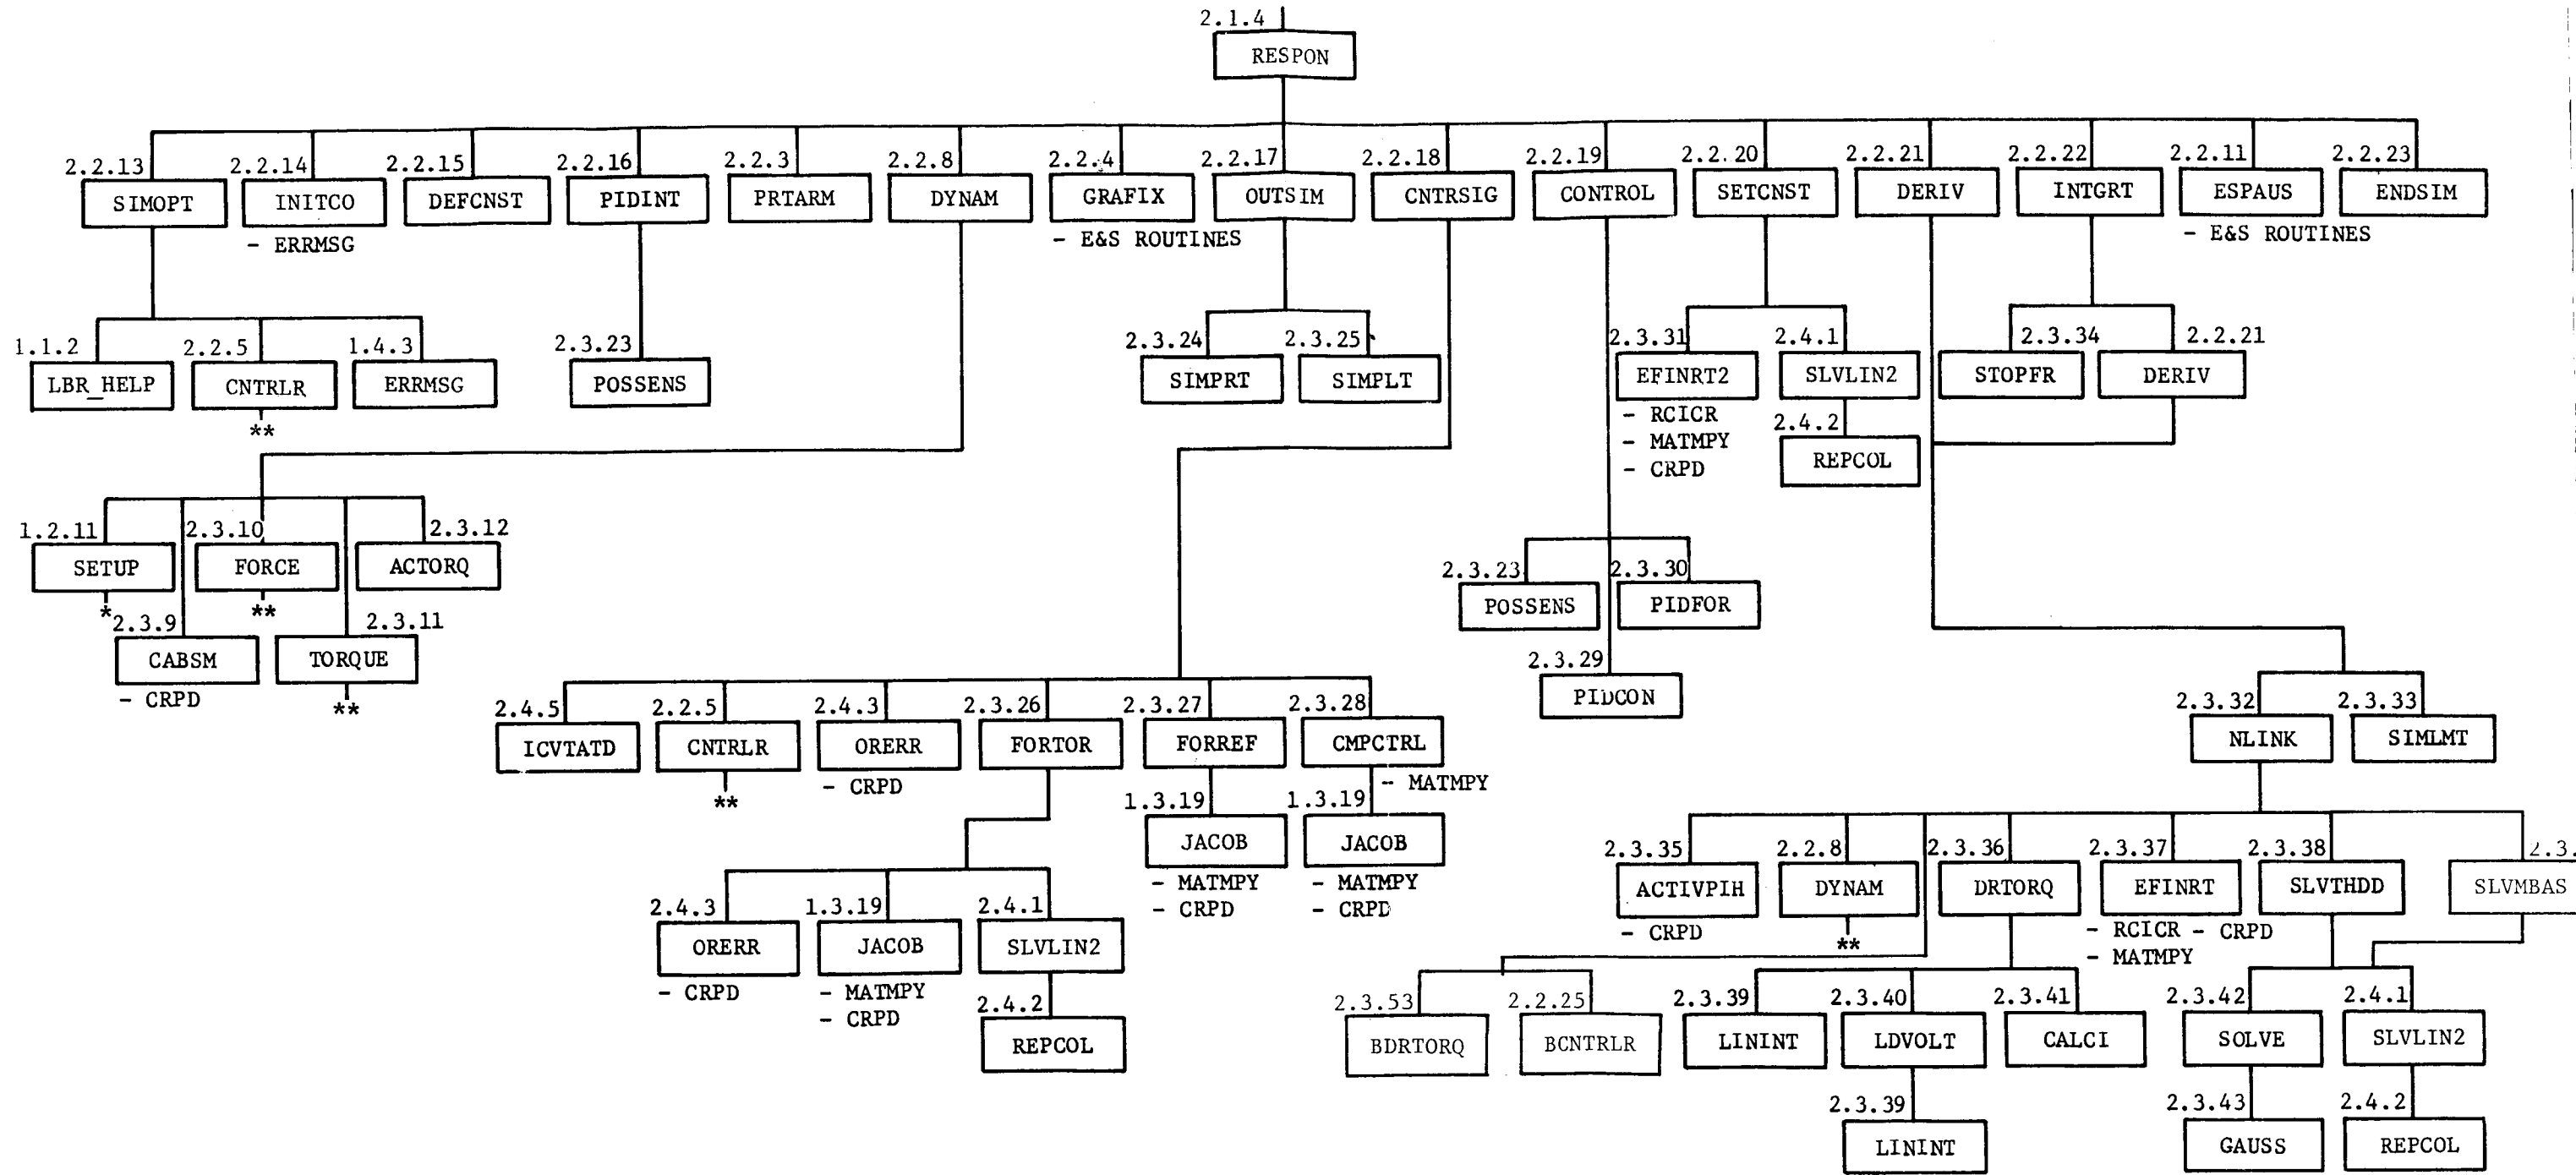 2.1.4
RESPON
2.2.13 2.2.14 2.2.15 2.2.16 2.2.3 2.2.8 2.2.4 2.2.17 2.2.18 2.2.19 2.2.20 2.2.21 2.2.22 2.2.11 2.2.23
SIMOPT INITCO DEFCNST PIDINT PRTARM DYNAM GRAFIX OUTSIM CNTRSIG CONTROL SETCNST DERIV INTGRT ESPAUS ENDSIM
- ERRMSG - E&S ROUTINES - E&S ROUTINES
1.1.2 2.2.5 1.4.3 2.3.23 2.3.24 2.3.25 2.3.31 2.4.1 2.3.34 2.2.21
LBR_HELP CNTRLR ERRMSG POSSENS SIMPRT SIMPLT EFINRT2 SLVLIN2 STOPFR DERIV
** - RCICR 2.4.2
- MATMPY
- CRPD REPCOL
1.2.11 2.3.10 2.3.12
SETUP FORCE ACTORQ
* **
2.3.9 2.3.11
CABSM TORQUE
- CRPD **
2.3.23 2.3.30
POSSENS PIDFOR
2.3.29
PIDCON
2.4.5 2.2.5 2.4.3 2.3.26 2.3.27 2.3.28 2.3.32 2.3.33
ICVTATD CNTRLR ORERR FORTOR FORREF CMPCTRL NLINK SIMLMT
** - CRPD - MATMPY
1.3.19 1.3.19
JACOB JACOB
- MATMPY - MATMPY
- CRPD - CRPD
2.3.35 2.2.8 2.3.36 2.3.37 2.3.38 2.3.
ACTIVPIH DYNAM DRTORQ EFINRT SLVTHDD SLVMBAS
- CRPD ** - RCICR - CRPD
- MATMPY
2.4.3 1.3.19 2.4.1
ORERR JACOB SLVLIN2
- CRPD - MATMPY
- CRPD
2.4.2
REPCOL
2.3.53 2.2.25 2.3.39 2.3.40 2.3.41 2.3.42 2.4.1
BDRTORQ BCNTRLR LININT LDVOLT CALCI SOLVE SLVLIN2
2.3.39 2.3.43 2.4.2
LININT GAUSS REPCOL